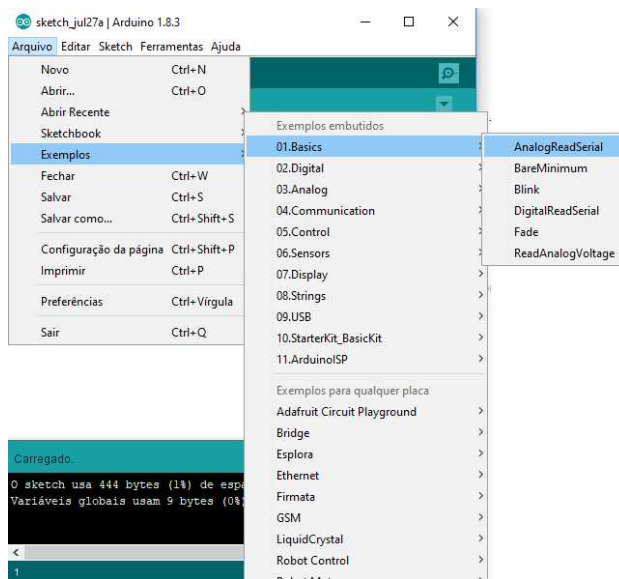 sketch_jul27a | Arduino 1.8.3
Arquivo Editar Sketch Ferramentas Ajuda
Novo Ctrl+N
Abrir... Ctrl+O
Abrir Recente
Sketchbook
Exemplos
Fechar Ctrl+W
Salvar Ctrl+S
Salvar como... Ctrl+Shift+S
Configuração da página Ctrl+Shift+P
Imprimir Ctrl+P
Preferências Ctrl+Vírgula
Sair Ctrl+Q
Exemplos embutidos
01.Basics
02.Digital
03.Analog
04.Communication
05.Control
06.Sensors
07.Display
08.Strings
09.USB
10.StarterKit_BasicKit
11.ArduinoISP
Exemplos para qualquer placa
Adafruit Circuit Playground
Bridge
Esplora
Ethernet
Firmata
GSM
LiquidCrystal
Robot Control
AnalogReadSerial
BareMinimum
Blink
DigitalReadSerial
Fade
ReadAnalogVoltage
Carregado.
O sketch usa 444 bytes (1%) de espa
Variáveis globais usam 9 bytes (0%)
1